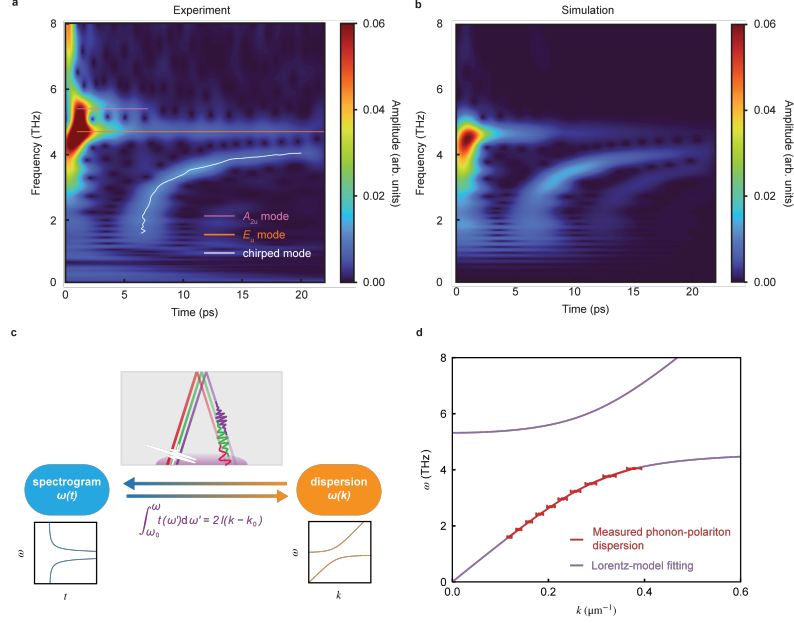 a
Experiment
8
6
4
2
0
Frequency (THz)
0
5
10
15
20
Time (ps)
A2u mode
Eu mode
chirped mode
0.06
0.04
0.02
0.00
Amplitude (arb. units)
b
Simulation
8
6
4
2
0
Frequency (THz)
0
5
10
15
20
Time (ps)
0.06
0.04
0.02
0.00
Amplitude (arb. units)
c
spectrogram
ω(t)
dispersion
ω(k)
∫ω0^ω t(ω')dω' = 2l(k − k0)
ω
t
ω
k
d
8
6
4
2
0
ω (THz)
0.0
0.2
0.4
0.6
k (μm⁻¹)
Measured phonon-polariton
dispersion
Lorentz-model fitting